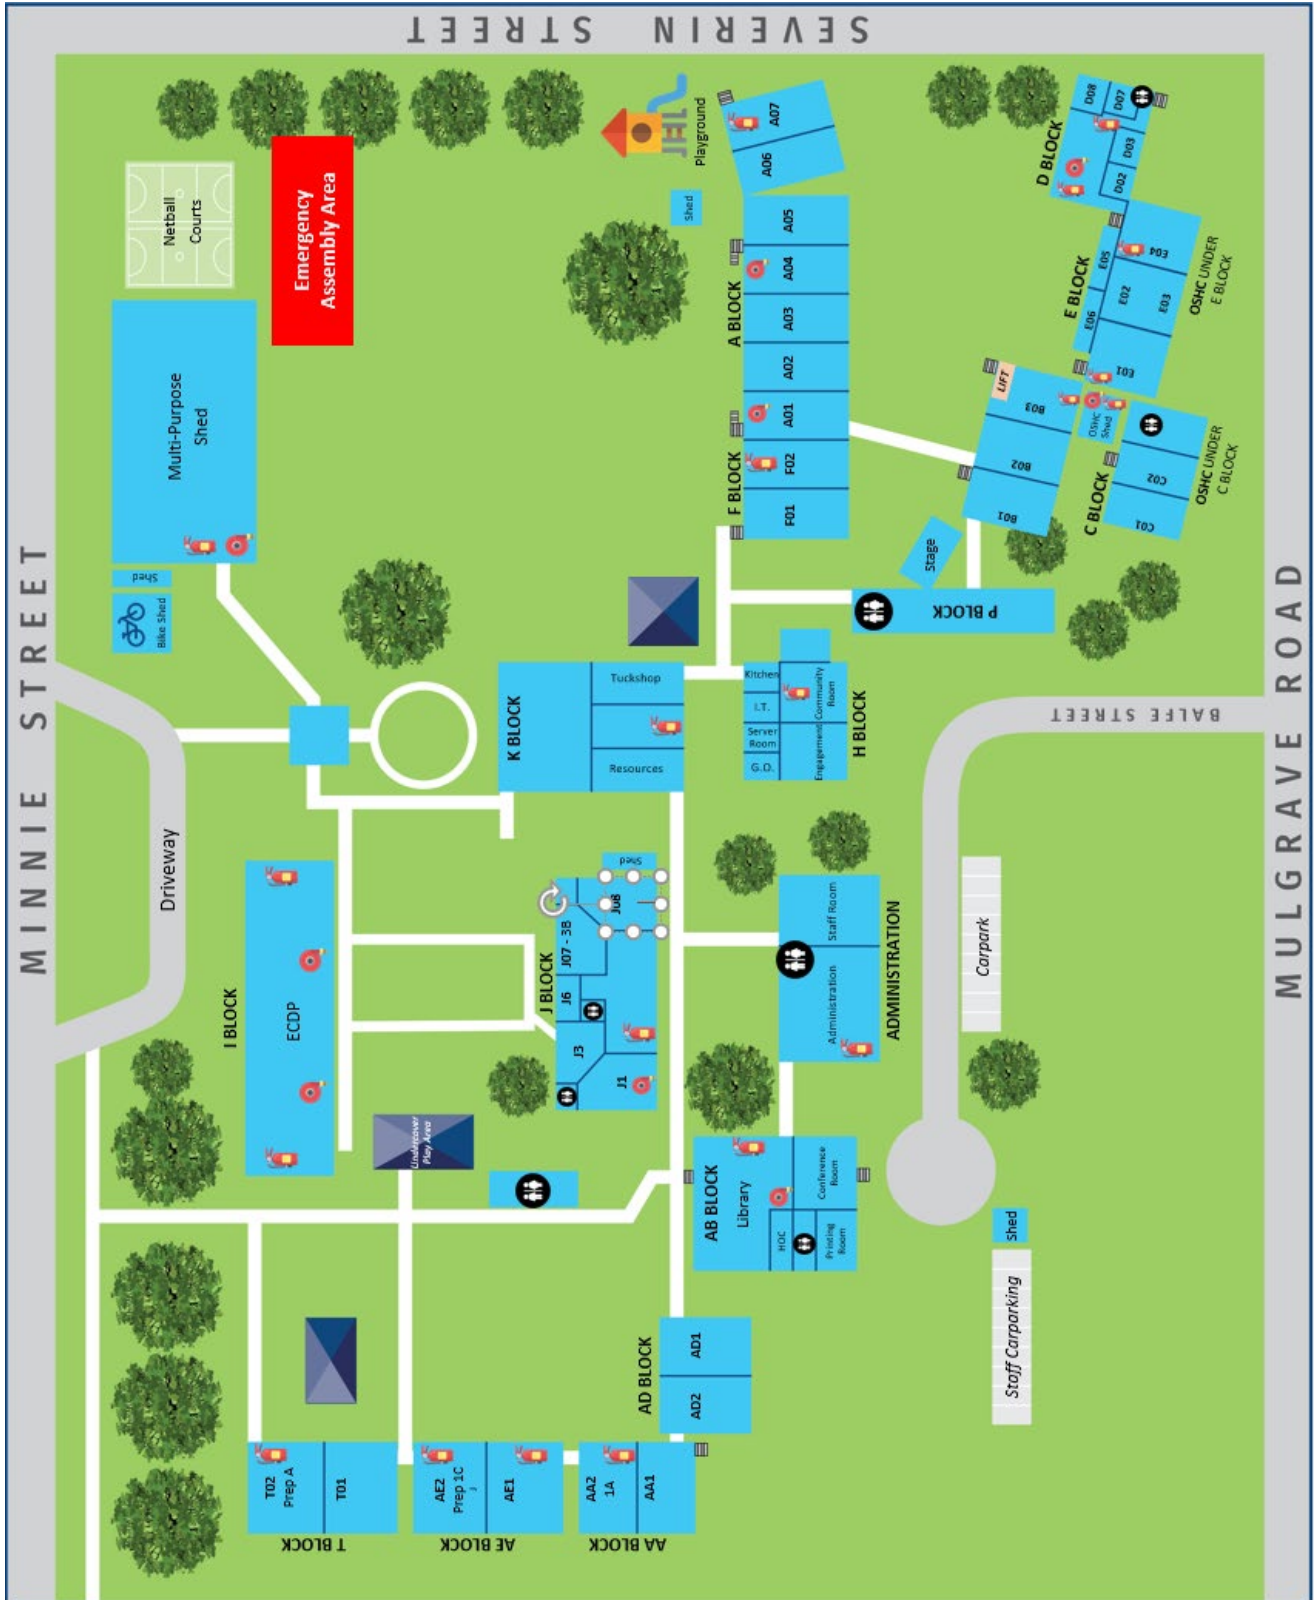 SEVERIN STREET
MINNIE STREET
MULGRAVE ROAD
BALFE STREET
Netball
Courts
Emergency
Assembly Area
Playground
Shed
A07
A06
A05
A04
A03
A02
A01
A BLOCK
F BLOCK
F02
F01
D BLOCK
D08
D07
D03
D02
E BLOCK
E05
E06
E04
E02
E03
E01
OSHC UNDER
E BLOCK
LIFT
B03
B02
B01
OSHC
Shed
C BLOCK
C02
C01
OSHC UNDER
C BLOCK
Multi-Purpose
Shed
Shed
Bike Shed
Stage
P BLOCK
K BLOCK
Tuckshop
Resources
Kitchen
I.T.
Server
Room
G.O.
Community
Room
Engagement
H BLOCK
Driveway
I BLOCK
ECDP
J BLOCK
Shed
J08
J07 - 3B
J6
J3
J1
Staff Room
Administration
ADMINISTRATION
Carpark
Undercover
Play Area
AB BLOCK
Library
Conference
Room
HOC
Printing
Room
Shed
Staff Carparking
AD BLOCK
AD1
AD2
T02
Prep A
T01
T BLOCK
AE2
Prep 1C
J
AE1
AE BLOCK
AA2
1A
AA1
AA BLOCK